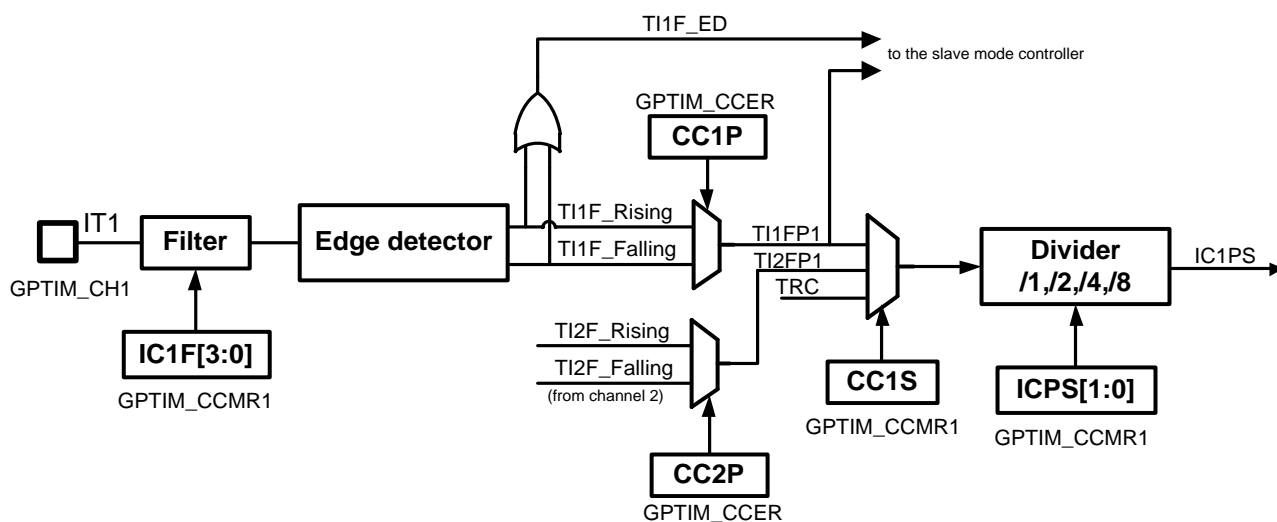 TI1F_ED
to the slave mode controller
GPTIM_CCER
CC1P
IT1
Filter
Edge detector
TI1F_Rising
TI1F_Falling
TI1FP1
TI2FP1
TRC
Divider
/1,/2,/4,/8
IC1PS
GPTIM_CH1
IC1F[3:0]
GPTIM_CCMR1
TI2F_Rising
TI2F_Falling
(from channel 2)
CC1S
GPTIM_CCMR1
ICPS[1:0]
GPTIM_CCMR1
CC2P
GPTIM_CCER